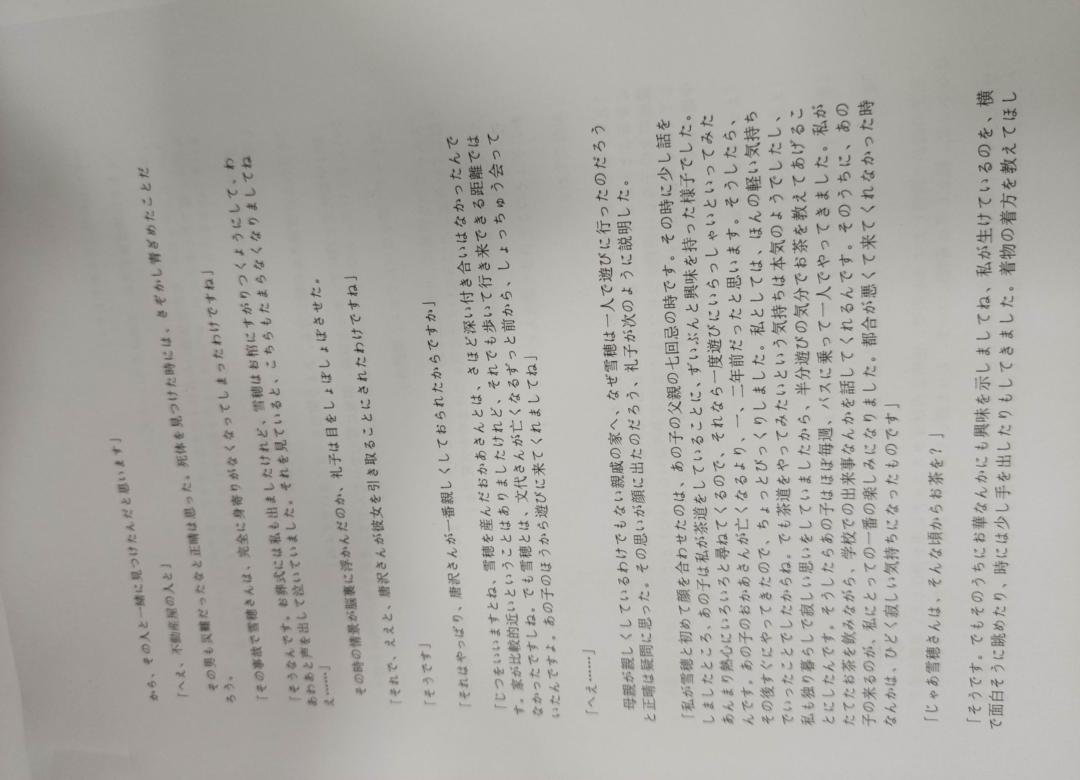 から、その人と一緒に見つけたんだと思います」
「へえ、不動産屋の人と」
その男も災難だったなと正晴は思った。死体を見つけた時には、さぞかし青ざめたことだ
ろう。
「その事故で雪穂さんは、完全に身寄りがなくなってしまったわけですね」
「そうなんです。お葬式には私も出ましたけれど、雪穂はお棺にすがりつくようにして、わ
あわあと声を出して泣いていました。それを見ていると、こちらもたまらなくなりましてね
え……」
その時の情景が脳裏に浮かんだのか、礼子は目をしょぼしょぼさせた。
「それで、ええと、唐沢さんが彼女を引き取ることにされたわけですね」
「そうです」
「それはやっぱり、唐沢さんが一番親しくしておられたからですか」
「じつをいいますとね、雪穂を産んだおかあさんとは、さほど深い付き合いはなかったんで
す。家が比較的近いということはありましたけれど、それでも歩いて行き来できる距離では
なかったですしね。でも雪穂とは、文代さんが亡くなるずっと前から、しょっちゅう会って
いたんですよ。あの子のほうから遊びに来てくれましてね」
「へえ……」
母親が親しくしているわけでもない親戚の家へ、なぜ雪穂は一人で遊びに行ったのだろう
と正晴は疑問に思った。その思いが顔に出たのだろう、礼子が次のように説明した。
「私が雪穂と初めて顔を合わせたのは、あの子の父親の七回忌の時です。その時に少し話を
しましたところ、あの子は私が茶道をしていることに、ずいぶんと興味を持った様子でした。
あんまり熱心にいろいろと尋ねてくるので、それなら一度遊びにいらっしゃいといってみた
んです。あの子のおかあさんが亡くなるより、一、二年前だったと思います。そうしたら、
その後すぐにやってきたので、ちょっとびっくりしました。私としては、ほんの軽い気持ち
でいったことでしたからね。でも茶道をやってみたいという気持ちは本気のようでしたし、
私も独り暮らしで寂しい思いをしていましたから、半分遊びの気分でお茶を教えてあげるこ
とにしたんです。そうしたらあの子はほぼ毎週、バスに乗って一人でやってきました。私が
たてたお茶を飲みながら、学校での出来事なんかを話してくれるんです。そのうちに、あの
子の来るのが、私にとっての一番の楽しみになりました。都合が悪くて来てくれなかった時
なんかは、ひどく寂しい気持ちになったものです」
「じゃあ雪穂さんは、そんな頃からお茶を？」
「そうです。でもそのうちにお華なんかにも興味を示しましてね、私が生けているのを、横
で面白そうに眺めたり、時には少し手を出したりもしてきました。着物の着方を教えてほし